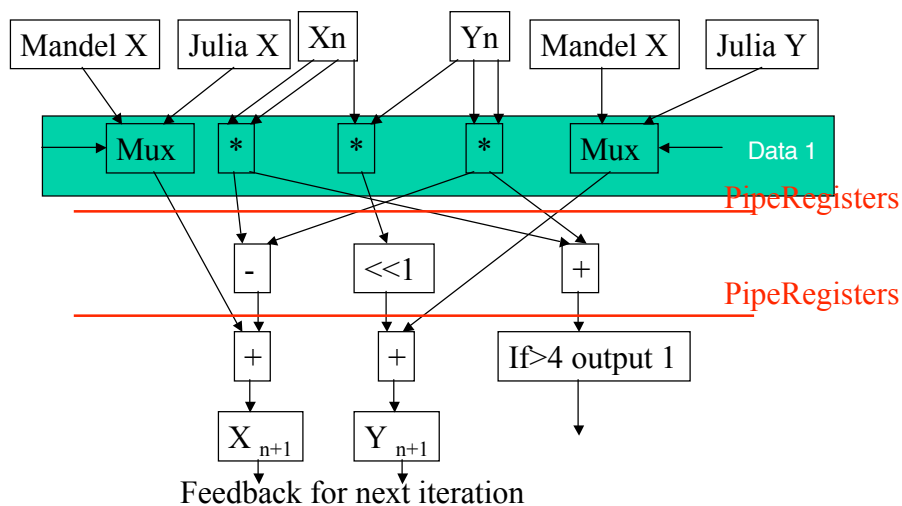 Mandel X
Julia X
Xn
Yn
Mandel X
Julia Y
Mux
*
*
*
Mux
Data 1
PipeRegisters
-
<<1
+
PipeRegisters
+
+
If>4 output 1
X n+1
Y n+1
Feedback for next iteration